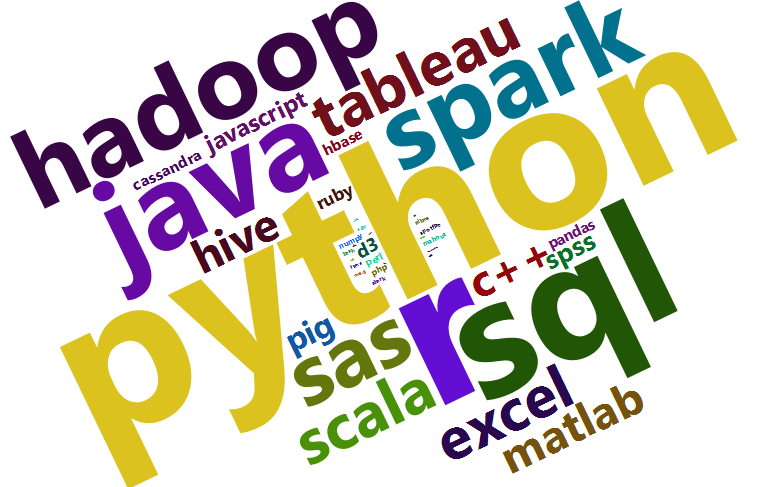 hadoop
tableau
spark
javascript
cassandra
java
hbase
python
ruby
hive
numpy
d3
perl
php
mahout
c++
pandas
spss
r
sql
pig
sas
scala
excel
matlab